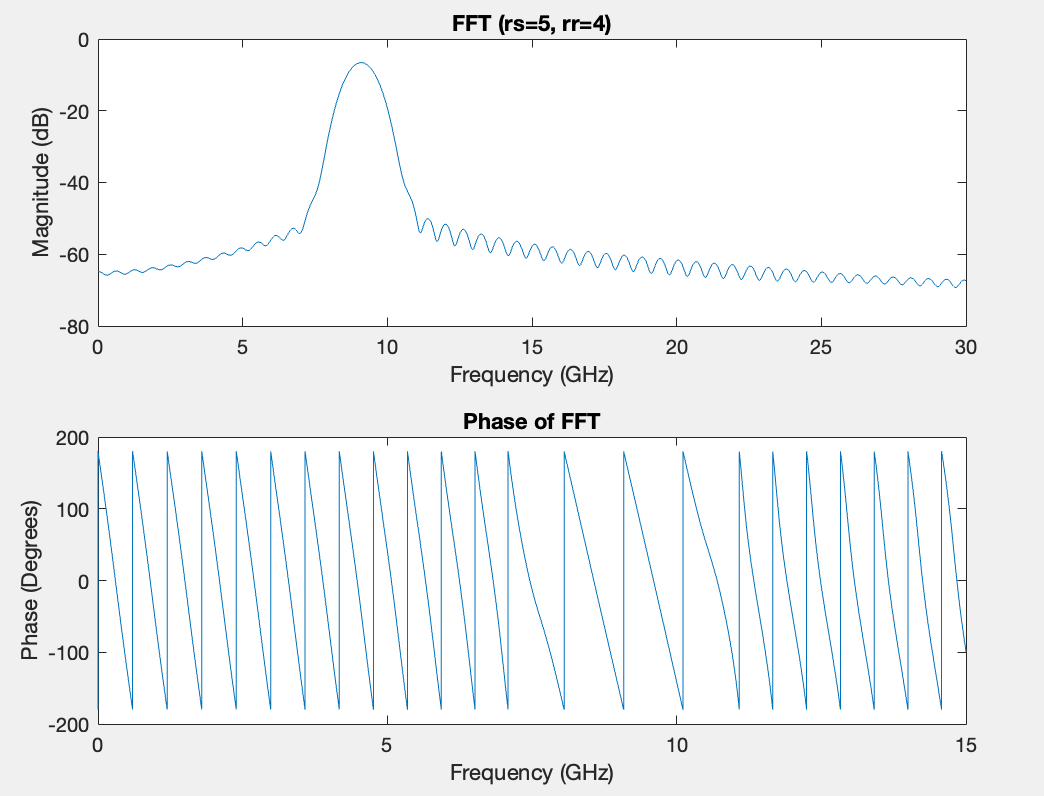 FFT (rs=5, rr=4)
0
-20
-40
-60
-80
Magnitude (dB)
0 5 10 15 20 25 30
Frequency (GHz)
Phase of FFT
200
100
0
-100
-200
Phase (Degrees)
0 5 10 15
Frequency (GHz)